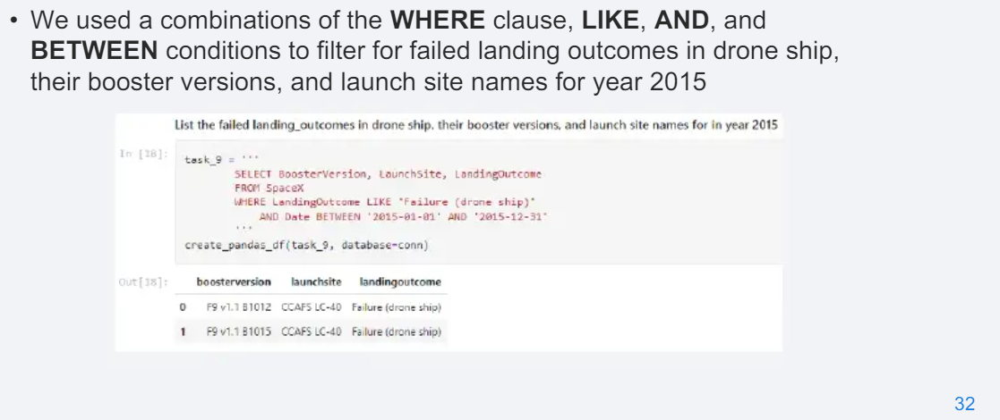 • We used a combinations of the WHERE clause, LIKE, AND, and
BETWEEN conditions to filter for failed landing outcomes in drone ship,
their booster versions, and launch site names for year 2015
List the failed landing_outcomes in drone ship, their booster versions, and launch site names for in year 2015
In [18]:
task_9 = '''
SELECT BoosterVersion, LaunchSite, LandingOutcome
FROM SpaceX
WHERE LandingOutcome LIKE 'Failure (drone ship)'
AND Date BETWEEN '2015-01-01' AND '2015-12-31'
'''
create_pandas_df(task_9, database=conn)
Out[18]:
boosterversion launchsite landingoutcome
0 F9 v1.1 B1012 CCAFS LC-40 Failure (drone ship)
1 F9 v1.1 B1015 CCAFS LC-40 Failure (drone ship)
32